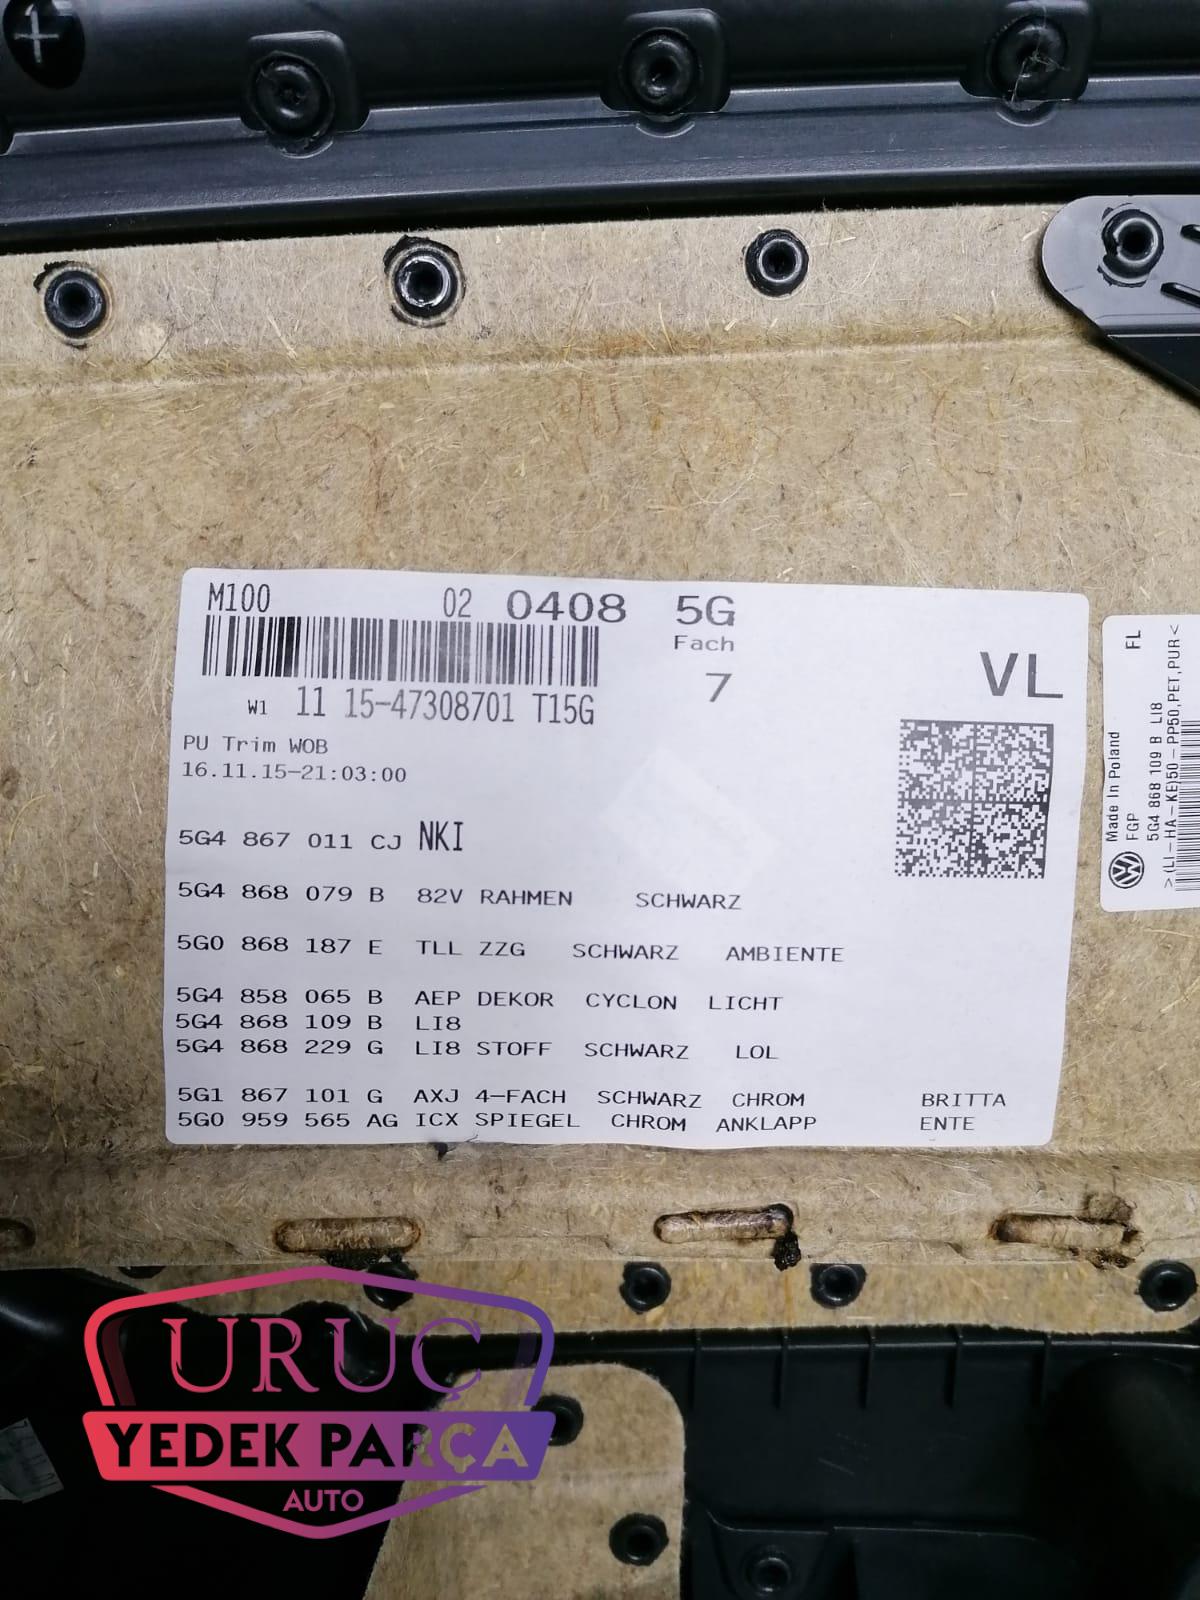 M100 02 0408 5G
Fach
7
VL
W1 11 15-47308701 T15G
PU Trim WOB
16.11.15-21:03:00
5G4 867 011 CJ NKI
5G4 868 079 B 82V RAHMEN SCHWARZ
5G0 868 187 E TLL ZZG SCHWARZ AMBIENTE
5G4 858 065 B AEP DEKOR CYCLON LICHT
5G4 868 109 B LI8
5G4 868 229 G LI8 STOFF SCHWARZ LOL
5G1 867 101 G AXJ 4-FACH SCHWARZ CHROM BRITTA
5G0 959 565 AG ICX SPIEGEL CHROM ANKLAPP ENTE
Made In Poland FL
FGP
5G4 868 109 B LI8
>(LI-HA-KE)50-PP50,PET,PUR<
URUÇ
YEDEK PARÇA
AUTO